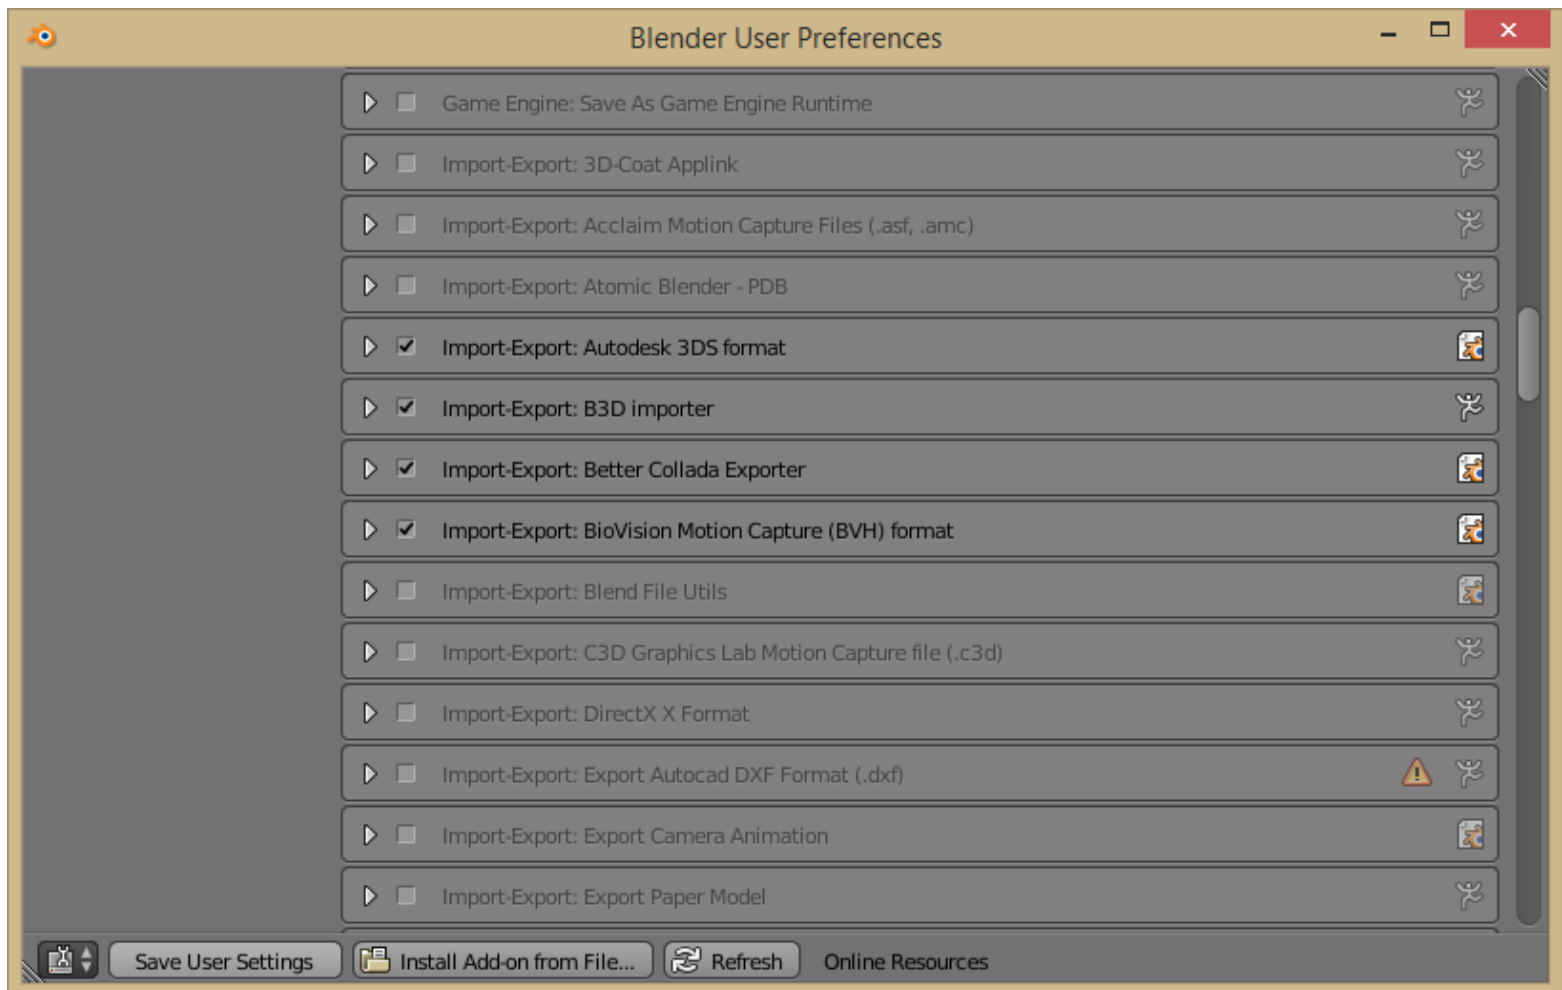 Blender User Preferences
Game Engine: Save As Game Engine Runtime
Import-Export: 3D-Coat Applink
Import-Export: Acclaim Motion Capture Files (.asf, .amc)
Import-Export: Atomic Blender - PDB
Import-Export: Autodesk 3DS format
Import-Export: B3D importer
Import-Export: Better Collada Exporter
Import-Export: BioVision Motion Capture (BVH) format
Import-Export: Blend File Utils
Import-Export: C3D Graphics Lab Motion Capture file (.c3d)
Import-Export: DirectX X Format
Import-Export: Export Autocad DXF Format (.dxf)
Import-Export: Export Camera Animation
Import-Export: Export Paper Model
Save User Settings Install Add-on from File... Refresh Online Resources